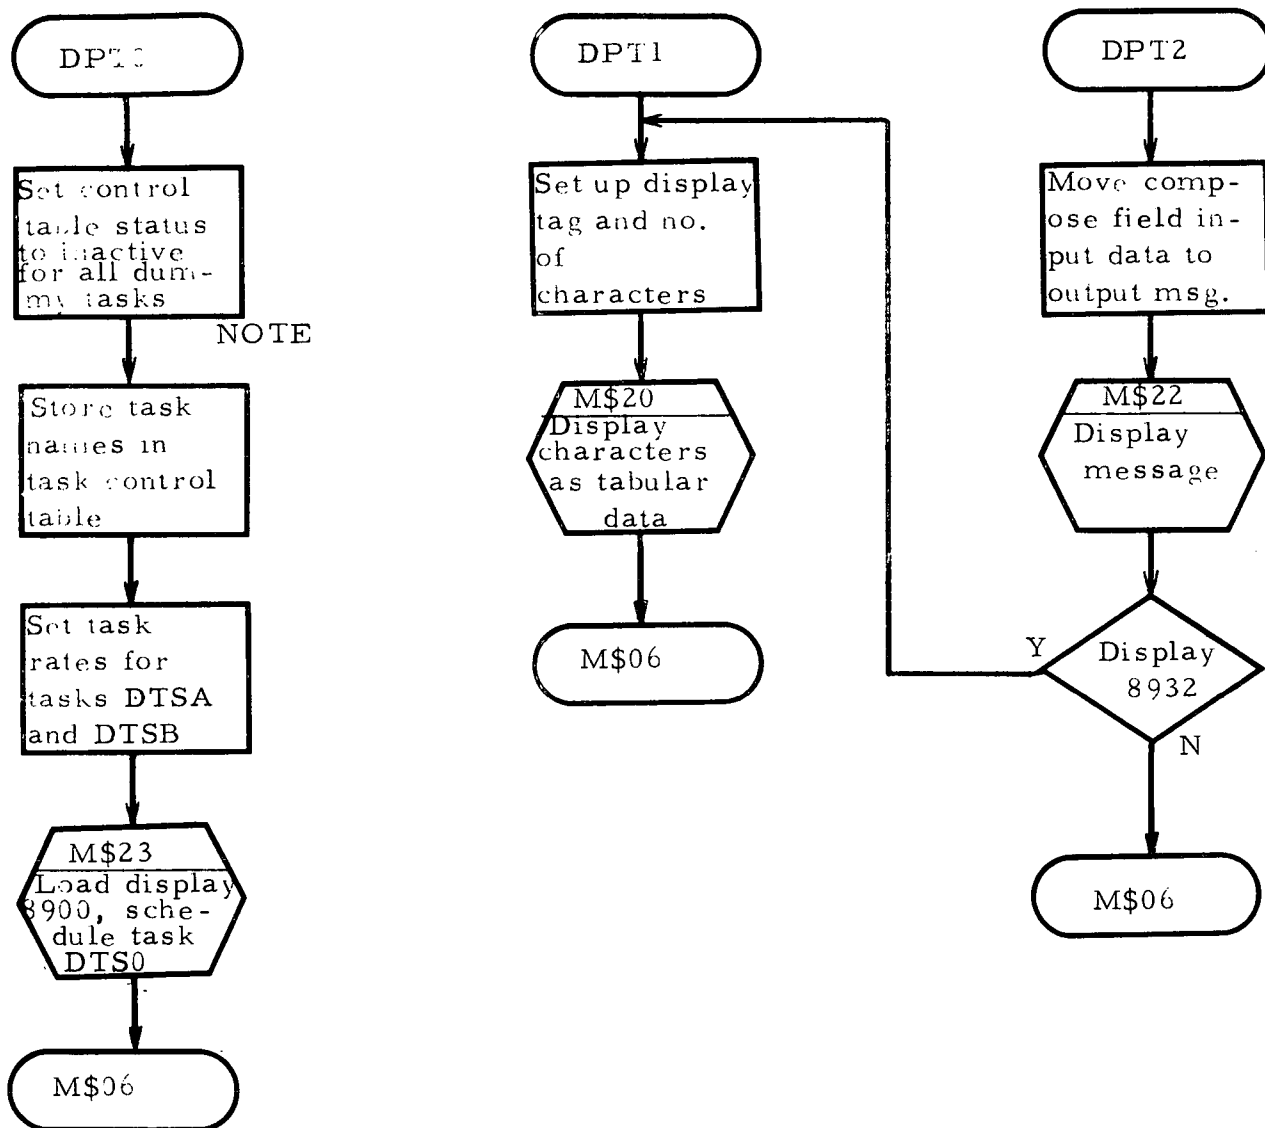 DPT0
Set control
table status
to inactive
for all dum-
my tasks
NOTE
Store task
names in
task control
table
Set task
rates for
tasks DTSA
and DTSB
M$23
Load display
8900, sche-
dule task
DTS0
M$06
DPT1
Set up display
tag and no.
of
characters
M$20
Display
characters
as tabular
data
M$06
DPT2
Move comp-
ose field in-
put data to
output msg.
M$22
Display
message
Display
8932
Y
N
M$06